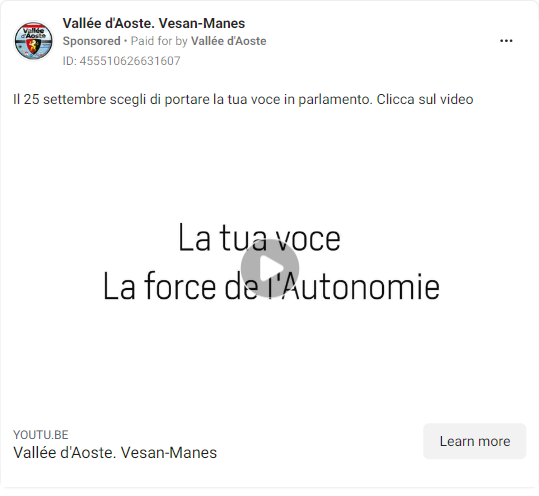 Vallée d'Aoste. Vesan-Manes
Sponsored • Paid for by Vallée d'Aoste
ID: 455510626631607
Il 25 settembre scegli di portare la tua voce in parlamento. Clicca sul video
La tua voce
La force de l'Autonomie
YOUTU.BE
Vallée d'Aoste. Vesan-Manes
Learn more